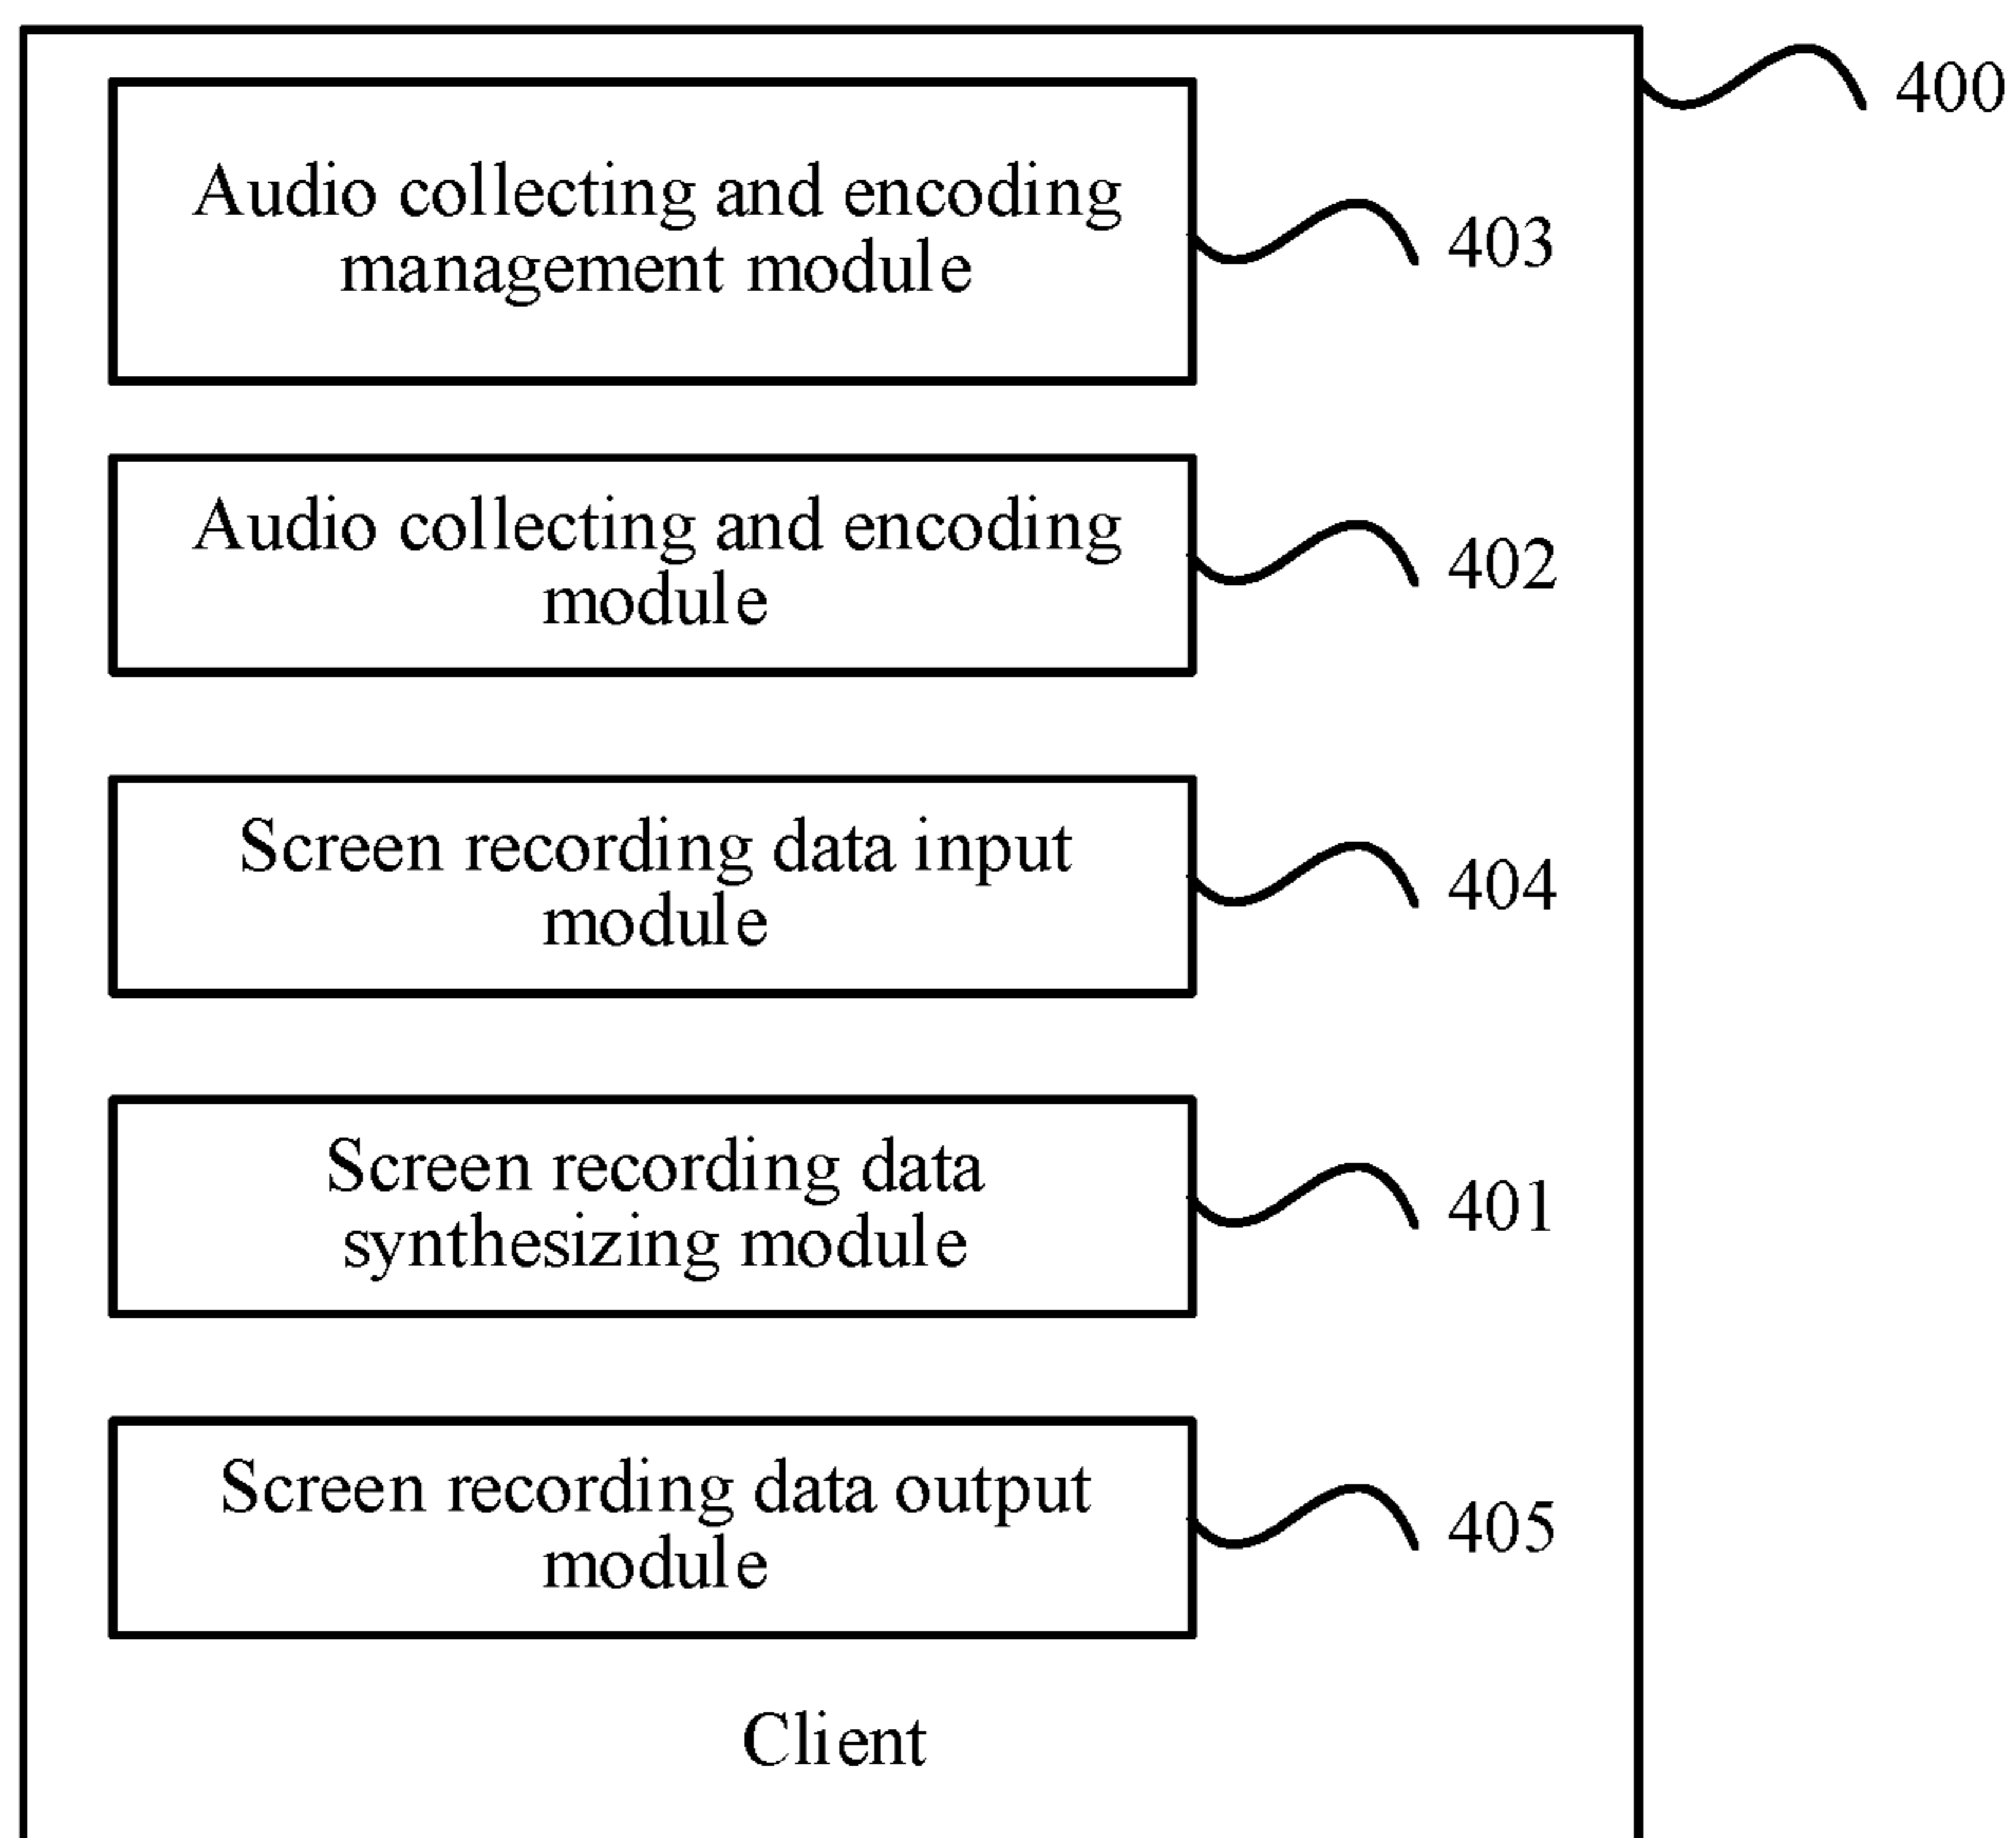 400
Audio collecting and encoding
management module
403
Audio collecting and encoding
module
402
Screen recording data input
module
404
Screen recording data
synthesizing module
401
Screen recording data output
module
405
Client